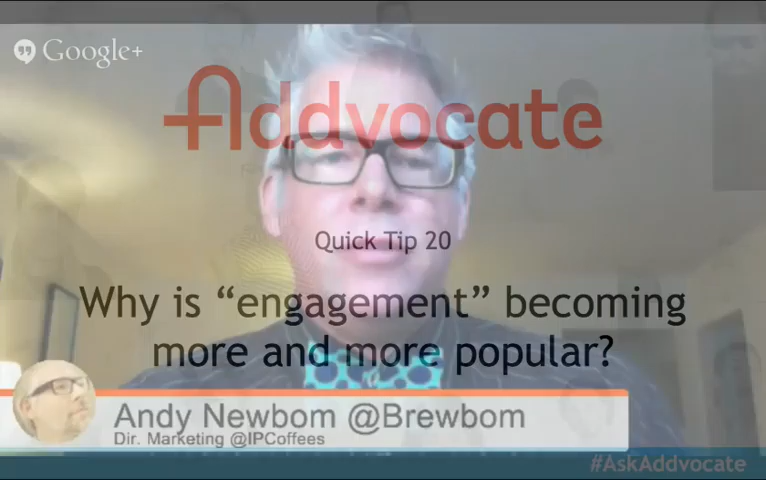 Google+
Addvocate
Quick Tip 20
Why is “engagement” becoming
more and more popular?
Andy Newbom @Brewbom
Dir. Marketing @IPCoffees
#AskAddvocate